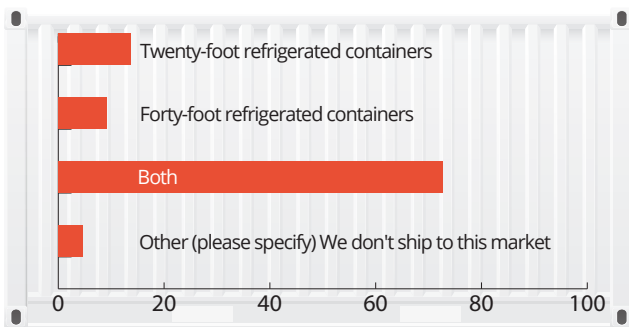 Twenty-foot refrigerated containers
Forty-foot refrigerated containers
Both
Other (please specify) We don't ship to this market
0 20 40 60 80 100